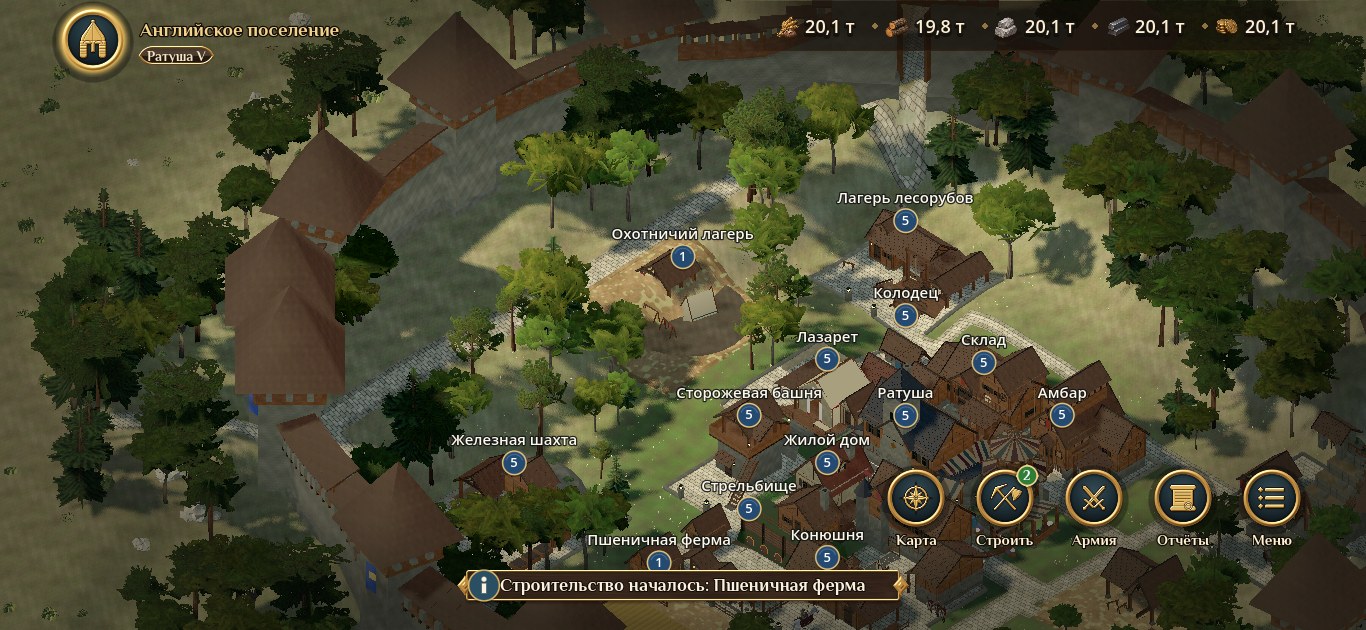 Английское поселение
Ратуша V
20,1 т 19,8 т 20,1 т 20,1 т 20,1 т
Лагерь лесорубов
5
Охотничий лагерь
1
Колодец
5
Лазарет
5
Склад
5
Сторожевая башня
5
Ратуша
5
Амбар
5
Железная шахта
5
Жилой дом
5
Стрельбище
5
Пшеничная ферма
1
Конюшня
5
2
Карта Строить Армия Отчёты Меню
Строительство началось: Пшеничная ферма